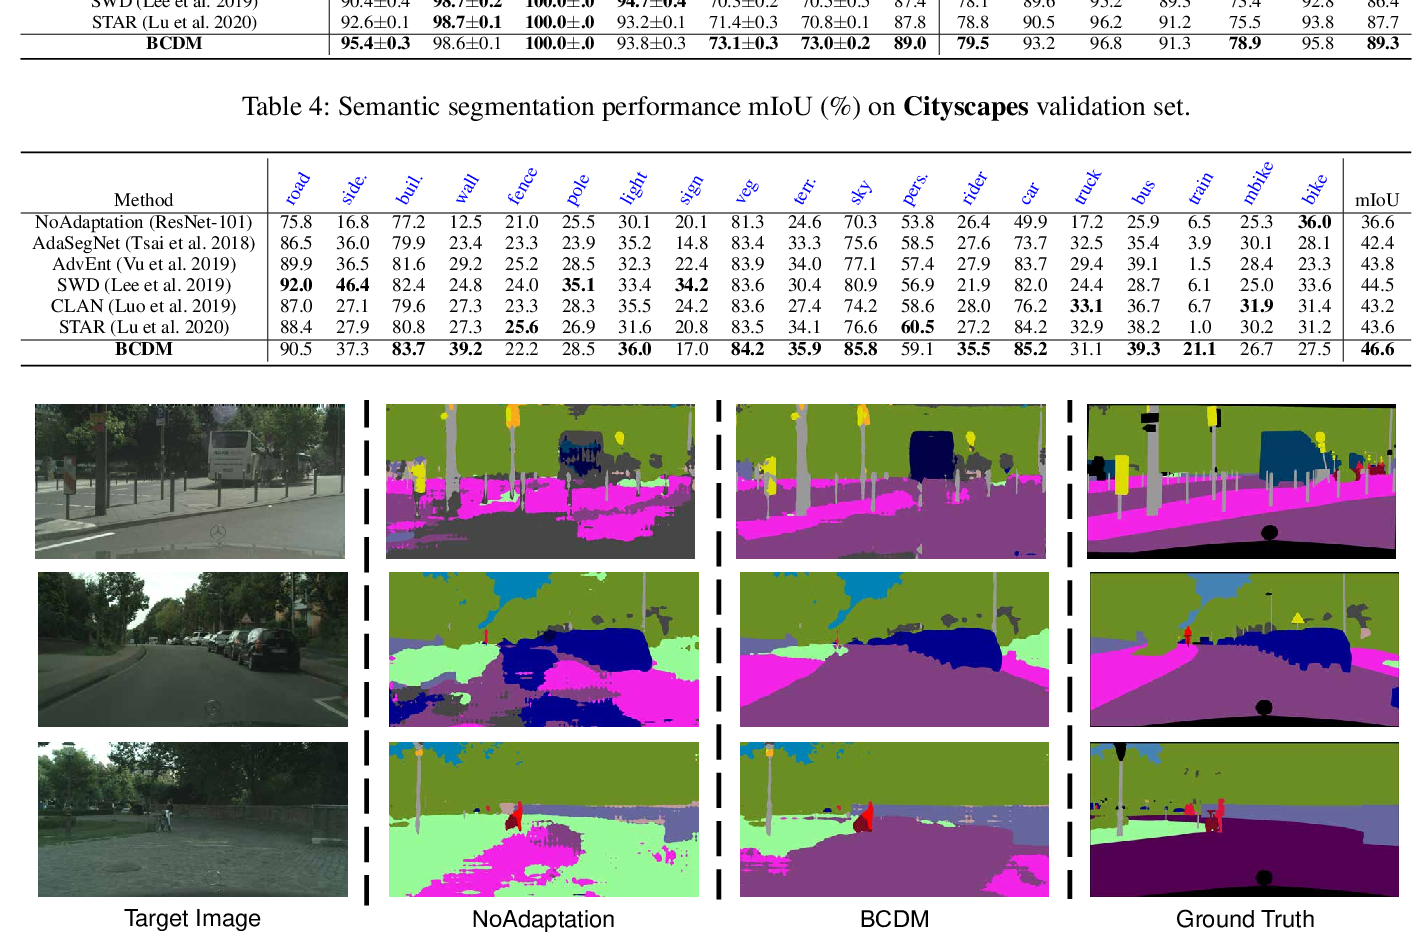 SWD (Lee et al. 2019) 90.4±0.4 98.7±0.2 100.0±.0 94.7±0.4 70.3±0.2 70.5±0.5 87.4 78.1 89.6 95.2 89.3 75.4 92.8 86.4
STAR (Lu et al. 2020) 92.6±0.1 98.7±0.1 100.0±.0 93.2±0.1 71.4±0.3 70.8±0.1 87.8 78.8 90.5 96.2 91.2 75.5 93.8 87.7
BCDM 95.4±0.3 98.6±0.1 100.0±.0 93.8±0.3 73.1±0.3 73.0±0.2 89.0 79.5 93.2 96.8 91.3 78.9 95.8 89.3
Table 4: Semantic segmentation performance mIoU (%) on Cityscapes validation set.
Method road side. buil. wall fence pole light sign veg terr. sky pers. rider car truck bus train mbike bike mIoU
NoAdaptation (ResNet-101) 75.8 16.8 77.2 12.5 21.0 25.5 30.1 20.1 81.3 24.6 70.3 53.8 26.4 49.9 17.2 25.9 6.5 25.3 36.0 36.6
AdaSegNet (Tsai et al. 2018) 86.5 36.0 79.9 23.4 23.3 23.9 35.2 14.8 83.4 33.3 75.6 58.5 27.6 73.7 32.5 35.4 3.9 30.1 28.1 42.4
AdvEnt (Vu et al. 2019) 89.9 36.5 81.6 29.2 25.2 28.5 32.3 22.4 83.9 34.0 77.1 57.4 27.9 83.7 29.4 39.1 1.5 28.4 23.3 43.8
SWD (Lee et al. 2019) 92.0 46.4 82.4 24.8 24.0 35.1 33.4 34.2 83.6 30.4 80.9 56.9 21.9 82.0 24.4 28.7 6.1 25.0 33.6 44.5
CLAN (Luo et al. 2019) 87.0 27.1 79.6 27.3 23.3 28.3 35.5 24.2 83.6 27.4 74.2 58.6 28.0 76.2 33.1 36.7 6.7 31.9 31.4 43.2
STAR (Lu et al. 2020) 88.4 27.9 80.8 27.3 25.6 26.9 31.6 20.8 83.5 34.1 76.6 60.5 27.2 84.2 32.9 38.2 1.0 30.2 31.2 43.6
BCDM 90.5 37.3 83.7 39.2 22.2 28.5 36.0 17.0 84.2 35.9 85.8 59.1 35.5 85.2 31.1 39.3 21.1 26.7 27.5 46.6
Target Image NoAdaptation BCDM Ground Truth